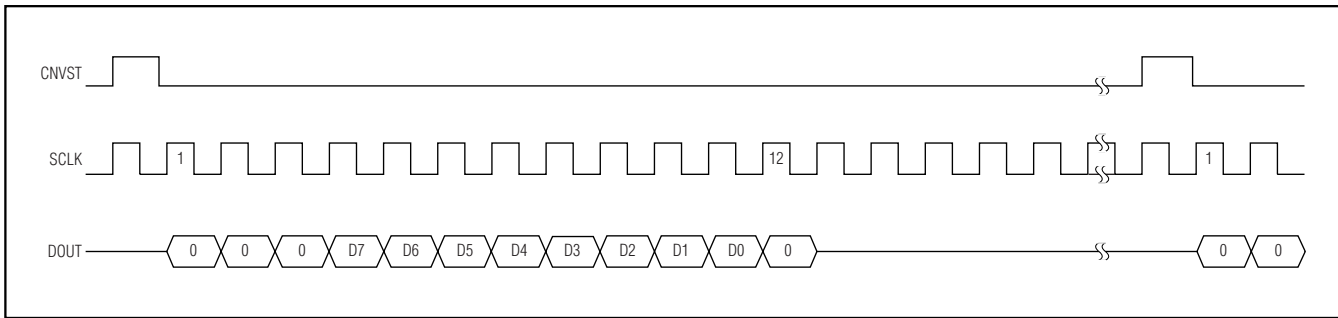 CNVST
SCLK 1 12 1
DOUT 0 0 0 D7 D6 D5 D4 D3 D2 D1 D0 0 0 0